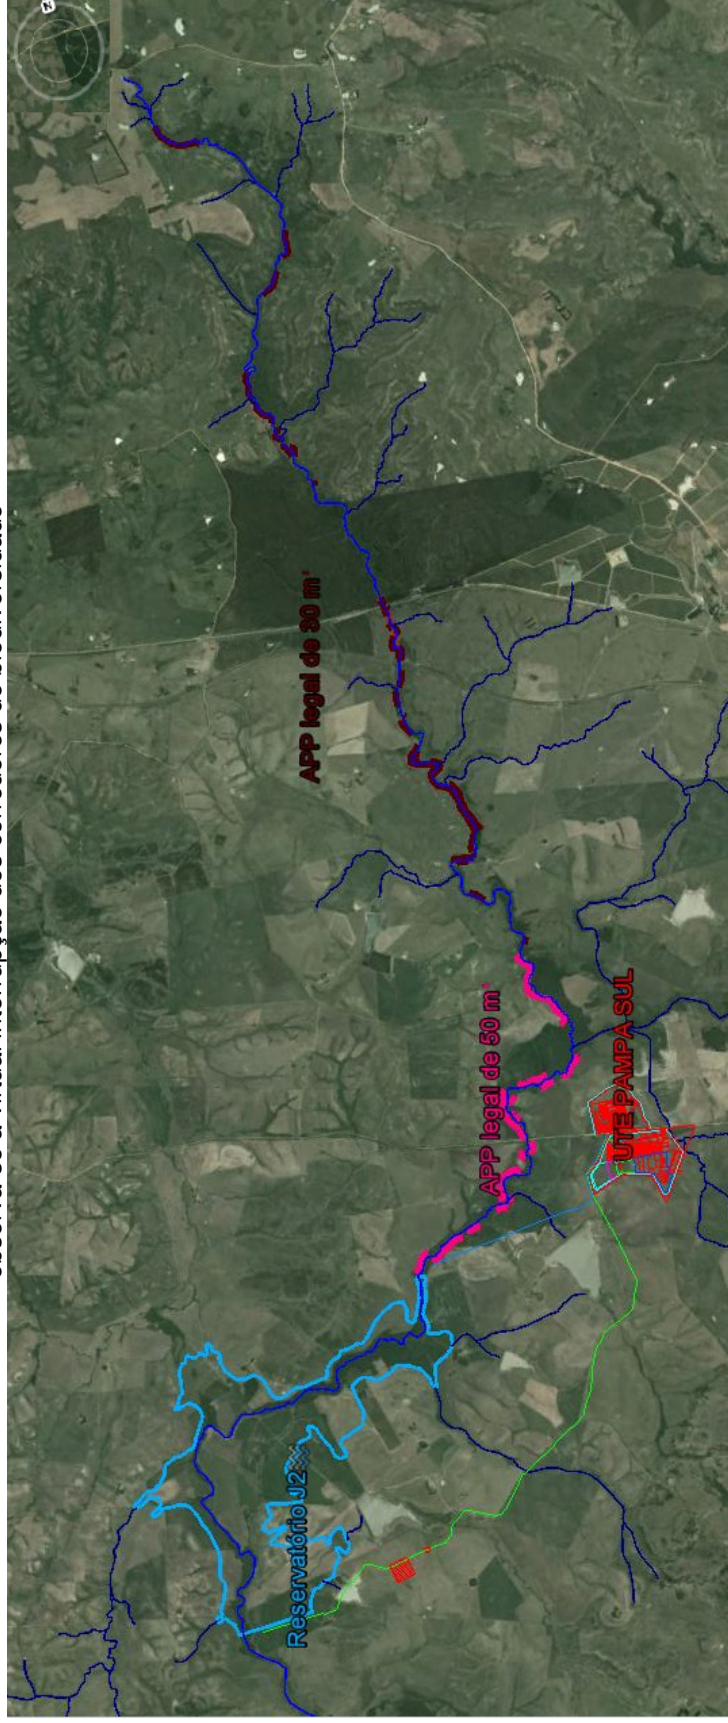 APP legal de 30 m'
APP legal de 50 m'
UTE PAMPA SUL
Reservatório J2
N